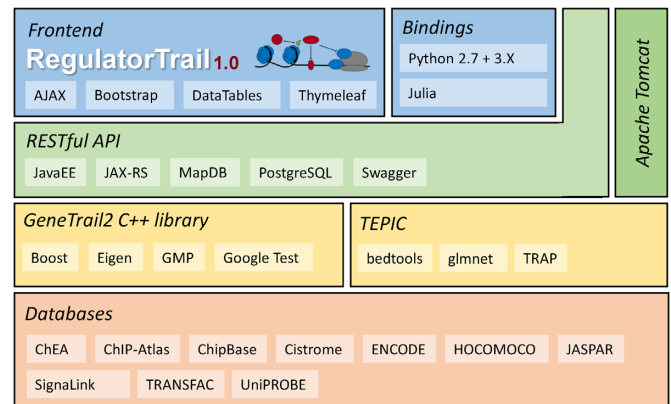 Frontend
RegulatorTrail 1.0
AJAX Bootstrap DataTables Thymeleaf
Bindings
Python 2.7 + 3.X
Julia
Apache Tomcat
RESTful API
JavaEE JAX-RS MapDB PostgreSQL Swagger
GeneTrail2 C++ library
Boost Eigen GMP Google Test
TEPIC
bedtools glmnet TRAP
Databases
ChEA ChIP-Atlas ChipBase Cistrome ENCODE HOCOMOCO JASPAR
SignaLink TRANSFAC UniPROBE